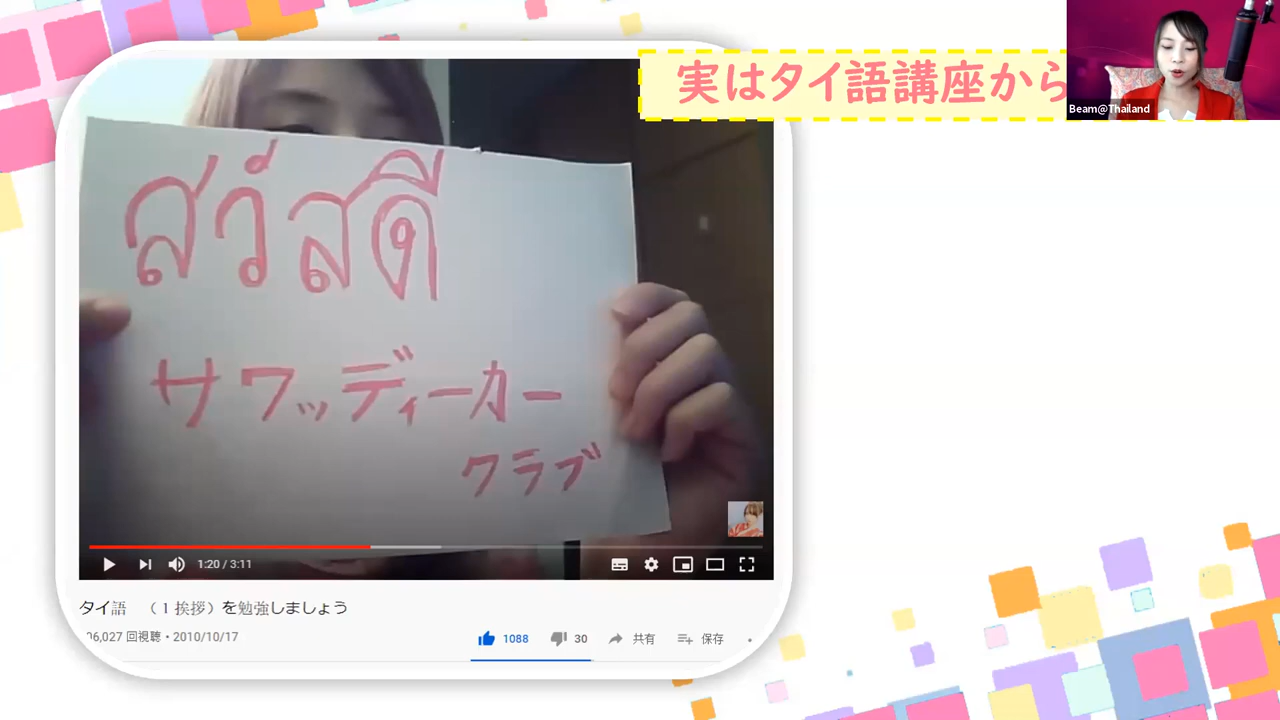 実はタイ語講座から
Beam@Thailand
สวัสดี
サワッディーカー
クラブ
1:20 / 3:11
タイ語 （１挨拶）を勉強しましょう
06,027 回視聴・2010/10/17
1088
30
共有
保存